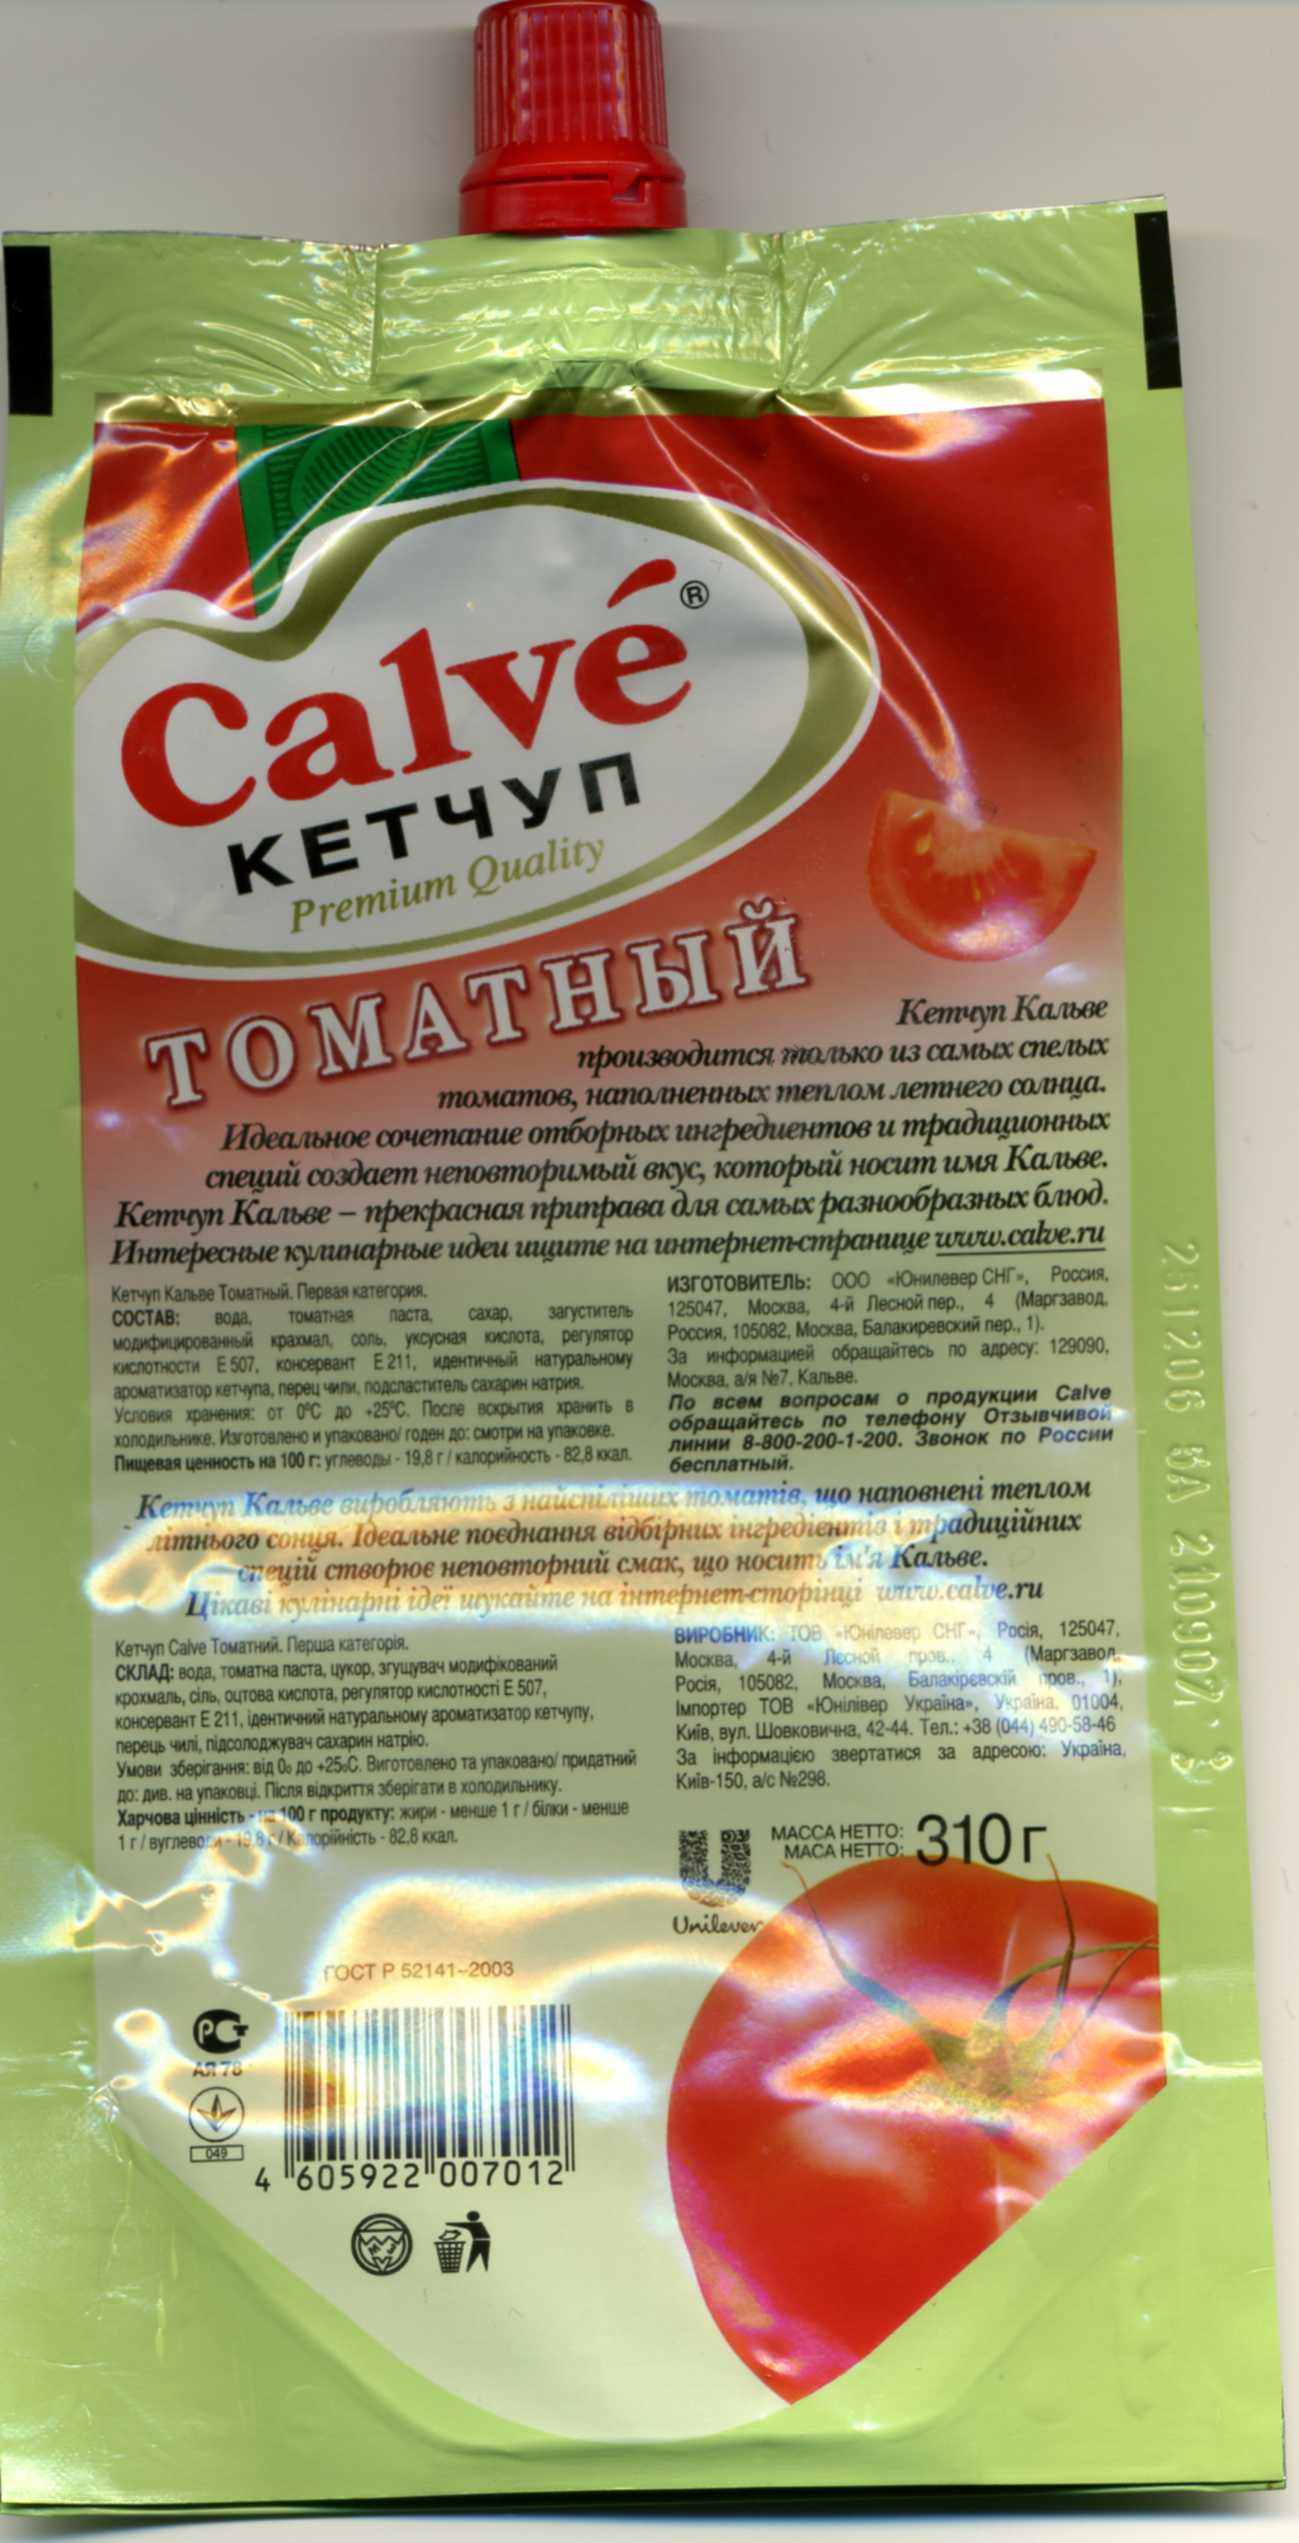 Calvé®
КЕТЧУП
Premium Quality
ТОМАТНЫЙ
Кетчуп Кальве
производится только из самых спелых
томатов, наполненных теплом летнего солнца.
Идеальное сочетание отборных ингредиентов и традиционных
специй создает неповторимый вкус, который носит имя Кальве.
Кетчуп Кальве – прекрасная приправа для самых разнообразных блюд.
Интересные кулинарные идеи ищите на интернет-странице www.calve.ru
Кетчуп Кальве Томатный. Первая категория.
СОСТАВ: вода, томатная паста, сахар, загуститель
модифицированный крахмал, соль, уксусная кислота, регулятор
кислотности Е 507, консервант Е 211, идентичный натуральному
ароматизатор кетчупа, перец чили, подсластитель сахарин натрия.
Условия хранения: от 0°С до +25°С. После вскрытия хранить в
холодильнике. Изготовлено и упаковано/ годен до: смотри на упаковке.
Пищевая ценность на 100 г: углеводы - 19,8 г / калорийность - 82,8 ккал.
ИЗГОТОВИТЕЛЬ: ООО «Юнилевер СНГ», Россия,
125047, Москва, 4-й Лесной пер., 4 (Маргзавод,
Россия, 105082, Москва, Балакиревский пер., 1).
За информацией обращайтесь по адресу: 129090,
Москва, а/я №7, Кальве.
По всем вопросам о продукции Calve
обращайтесь по телефону Отзывчивой
линии 8-800-200-1-200. Звонок по России
бесплатный.
Кетчуп Кальве виробляють з найспіліших томатів, що наповнені теплом
літнього сонця. Ідеальне поєднання відбірних інгредієнтів і традиційних
спецій створює неповторний смак, що носить ім'я Кальве.
Цікаві кулінарні ідеї шукайте на інтернет-сторінці www.calve.ru
Кетчуп Calve Томатний. Перша категорія.
СКЛАД: вода, томатна паста, цукор, згущувач модифікований
крохмаль, сіль, оцтова кислота, регулятор кислотності Е 507,
консервант Е 211, ідентичний натуральному ароматизатор кетчупу,
перець чилі, підсолоджувач сахарин натрію.
Умови зберігання: від 0о до +25оС. Виготовлено та упаковано/ придатний
до: див. на упаковці. Після відкриття зберігати в холодильнику.
Харчова цінність - на 100 г продукту: жири - менше 1 г / білки - менше
1 г / вуглеводи - 19,8 г / Калорійність - 82,8 ккал.
ВИРОБНИК: ТОВ «Юнілевер СНГ», Росія, 125047,
Москва, 4-й Лєсной пров., 4 (Маргзавод,
Росія, 105082, Москва, Балакірєвскій пров., 1),
Імпортер ТОВ «Юнілівер Україна», Україна, 01004,
Київ, вул. Шовковична, 42-44. Тел.: +38 (044) 490-58-46
За інформацією звертатися за адресою: Україна,
Київ-150, а/с №298.
МАССА НЕТТО:
МАСА НЕТТО:
310 г
Unilever
ГОСТ Р 52141–2003
РСТ
АЯ 78
049
4 605922 007012